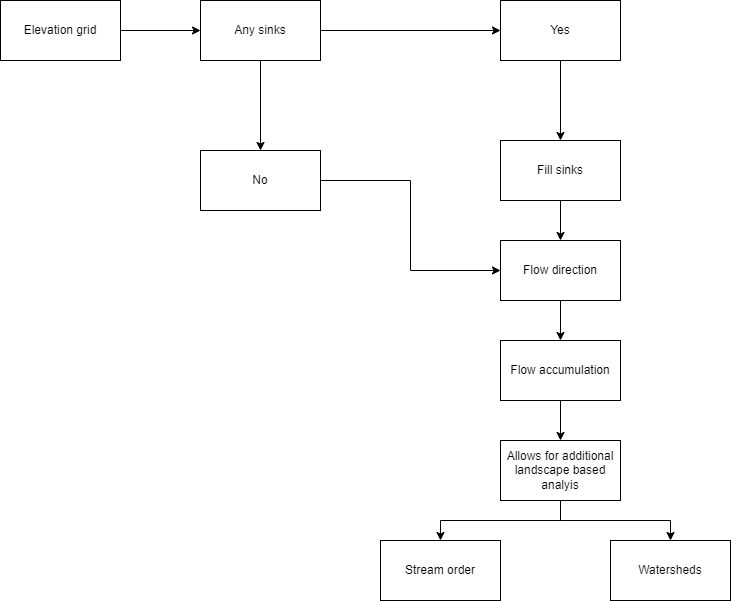 Elevation grid
Any sinks
Yes
No
Fill sinks
Flow direction
Flow accumulation
Allows for additional
landscape based
analyis
Stream order
Watersheds